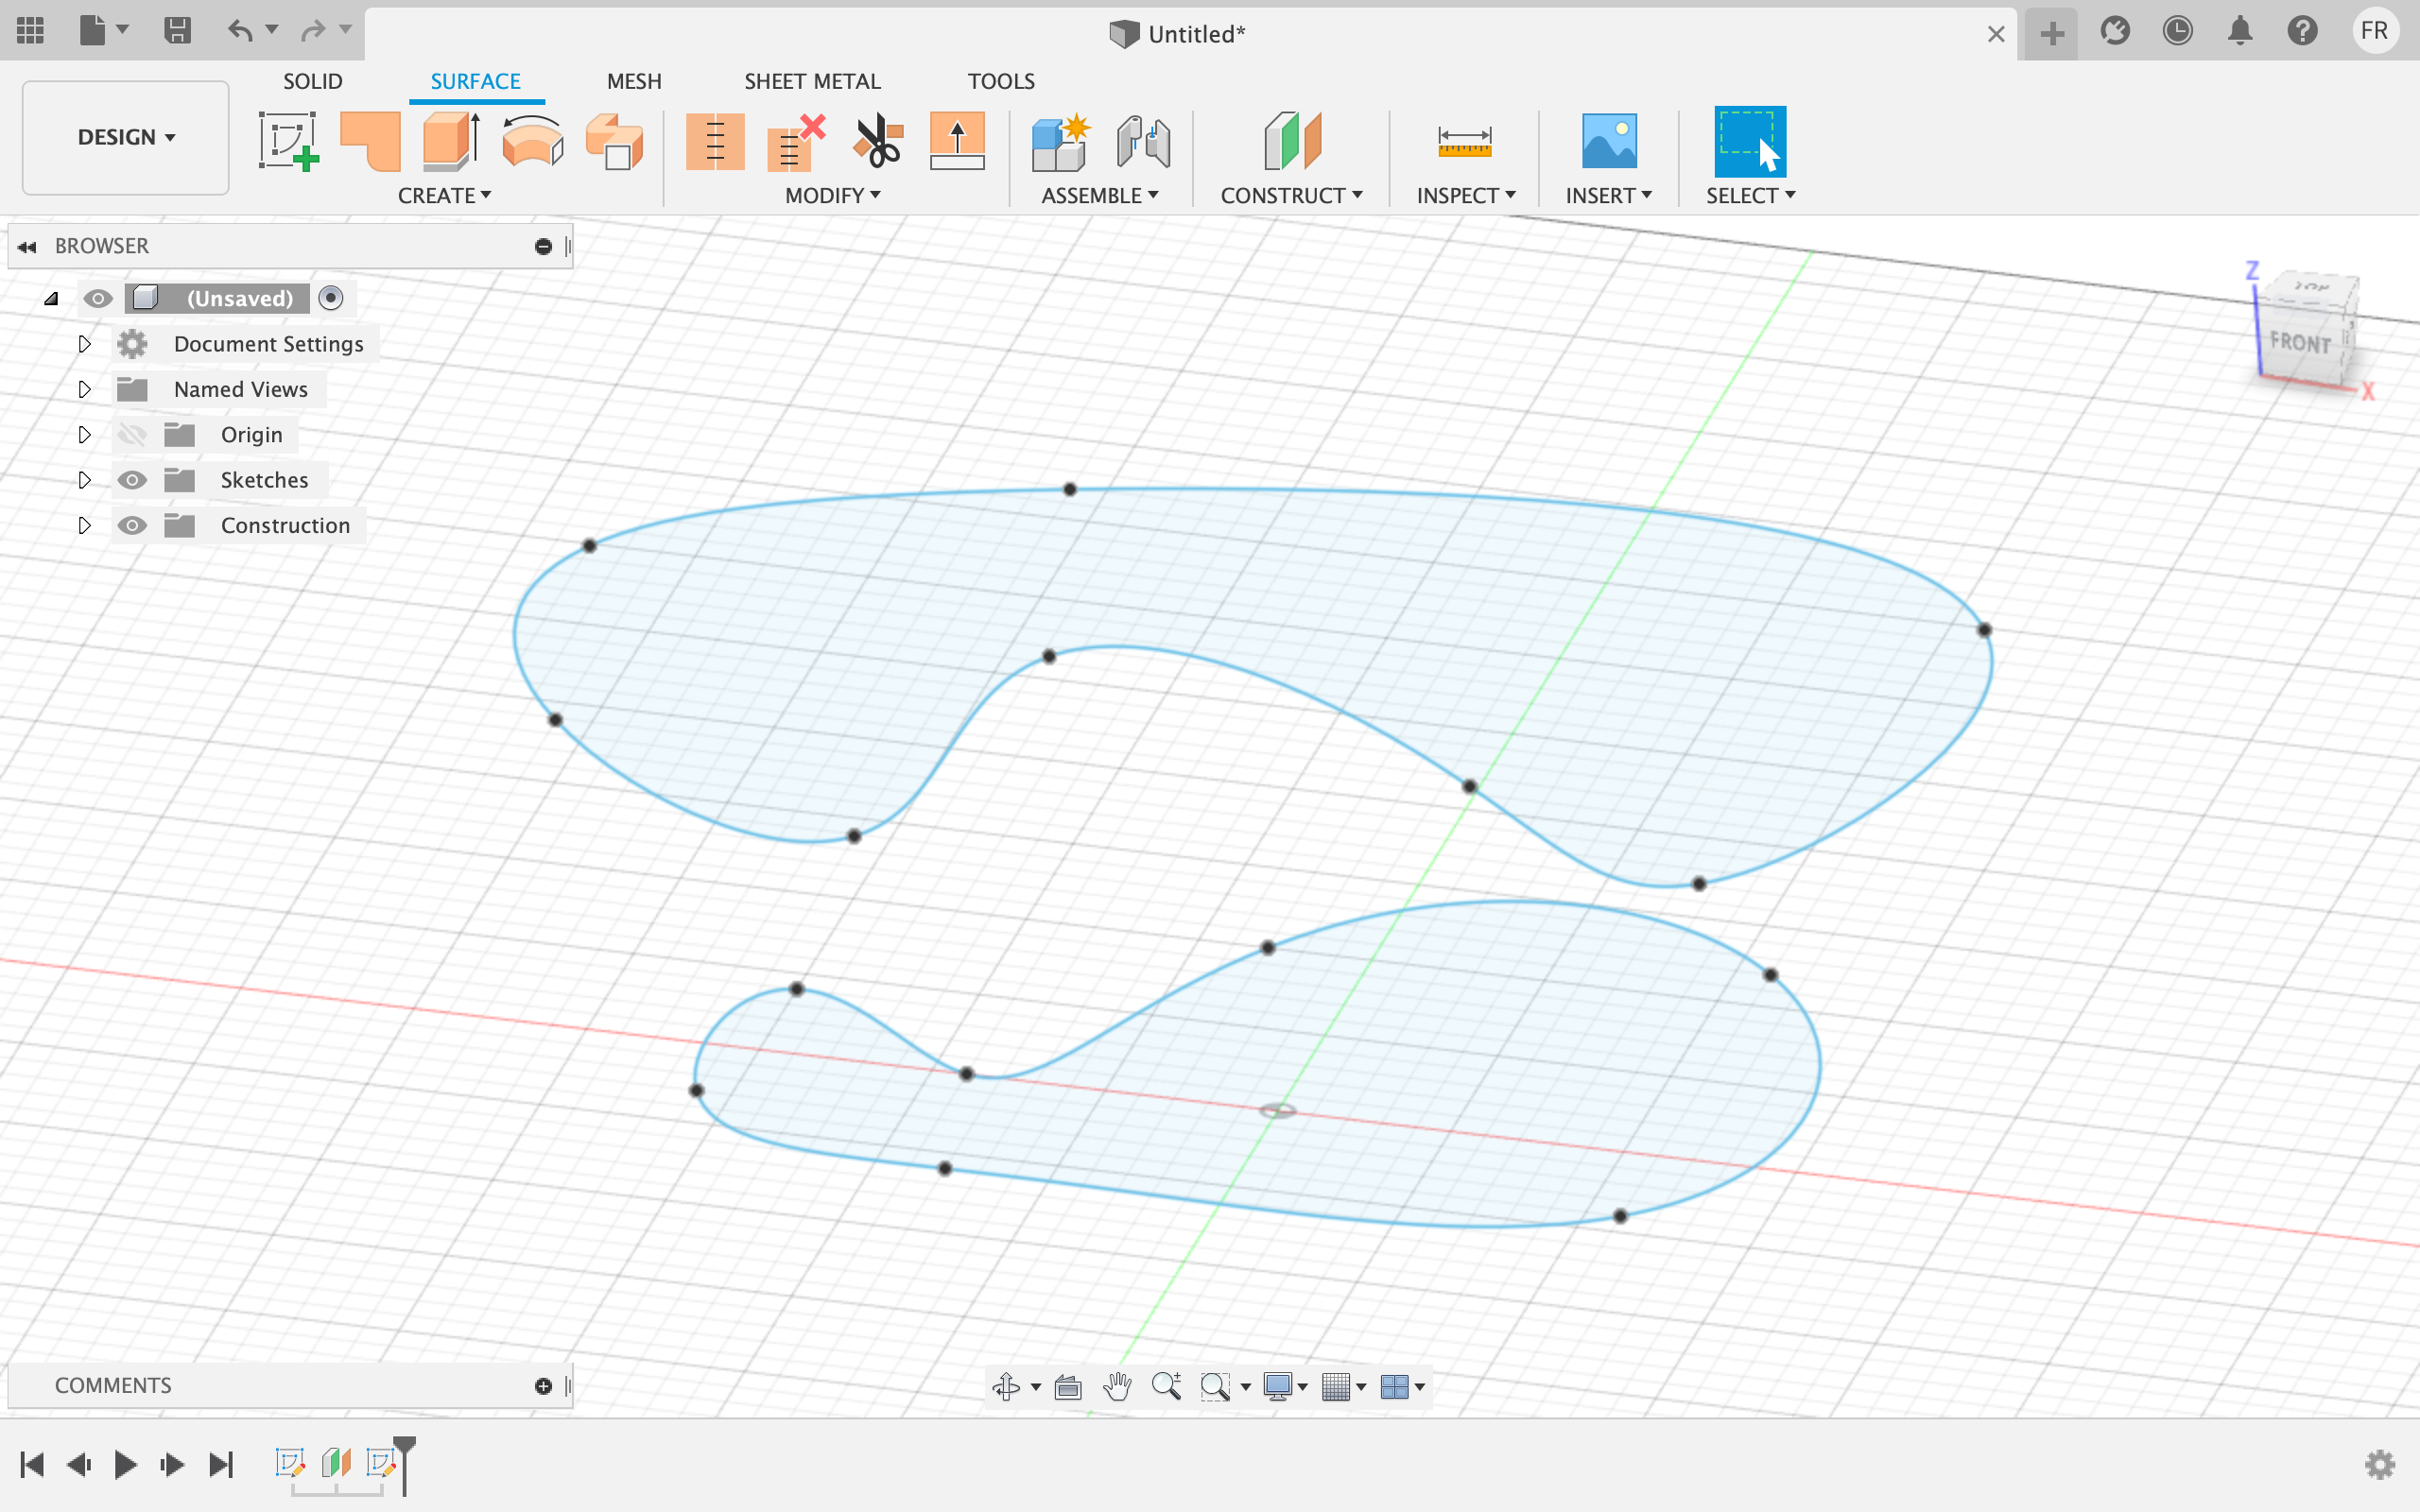 Untitled*
FR
SOLID
SURFACE
MESH
SHEET METAL
TOOLS
DESIGN
CREATE
MODIFY
ASSEMBLE
CONSTRUCT
INSPECT
INSERT
SELECT
BROWSER
(Unsaved)
Document Settings
Named Views
Origin
Sketches
Construction
Z
TOP
FRONT
X
COMMENTS